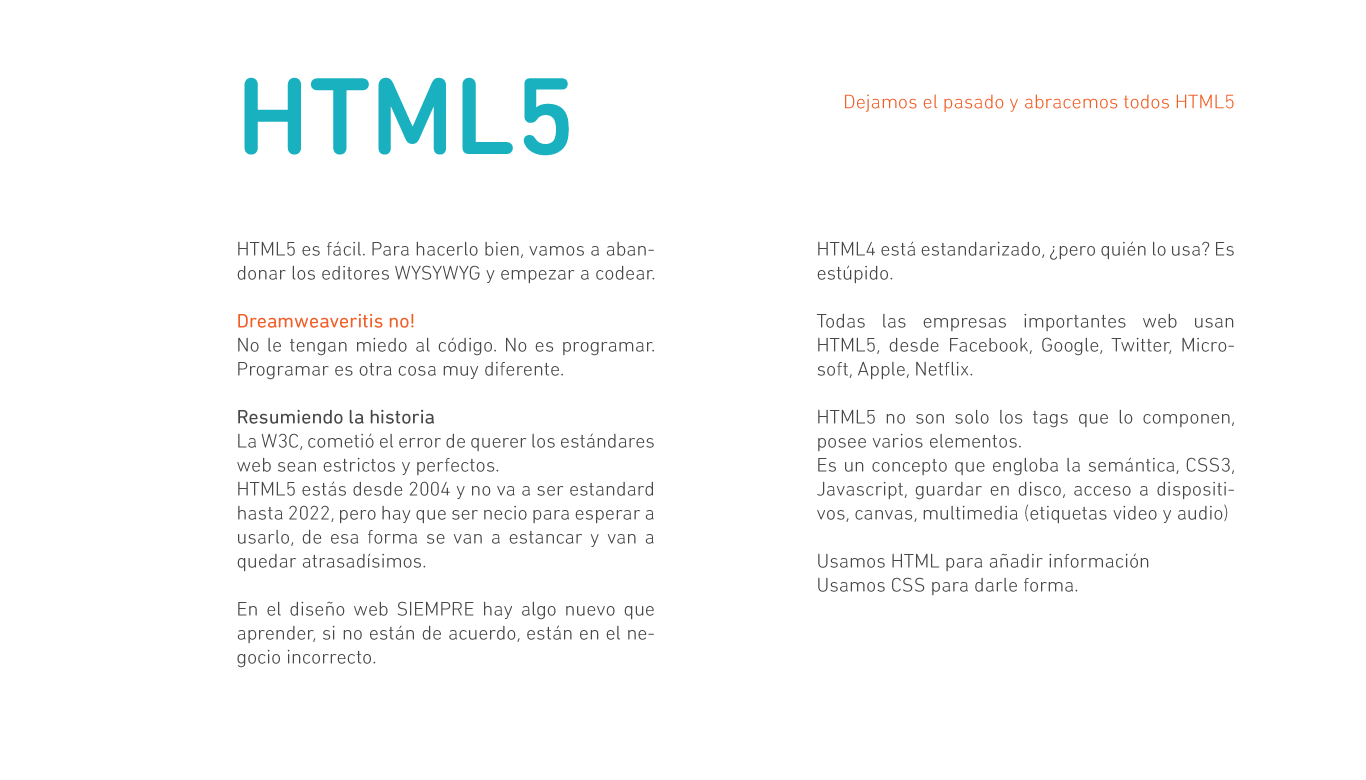 HTML5
Dejamos el pasado y abracemos todos HTML5
HTML5 es fácil. Para hacerlo bien, vamos a aban-
donar los editores WYSYWYG y empezar a codear.
Dreamweaveritis no!
No le tengan miedo al código. No es programar.
Programar es otra cosa muy diferente.
Resumiendo la historia
La W3C, cometió el error de querer los estándares
web sean estrictos y perfectos.
HTML5 estás desde 2004 y no va a ser estandard
hasta 2022, pero hay que ser necio para esperar a
usarlo, de esa forma se van a estancar y van a
quedar atrasadísimos.
En el diseño web SIEMPRE hay algo nuevo que
aprender, si no están de acuerdo, están en el ne-
gocio incorrecto.
HTML4 está estandarizado, ¿pero quién lo usa? Es
estúpido.
Todas las empresas importantes web usan
HTML5, desde Facebook, Google, Twitter, Micro-
soft, Apple, Netflix.
HTML5 no son solo los tags que lo componen,
posee varios elementos.
Es un concepto que engloba la semántica, CSS3,
Javascript, guardar en disco, acceso a dispositi-
vos, canvas, multimedia (etiquetas video y audio)
Usamos HTML para añadir información
Usamos CSS para darle forma.